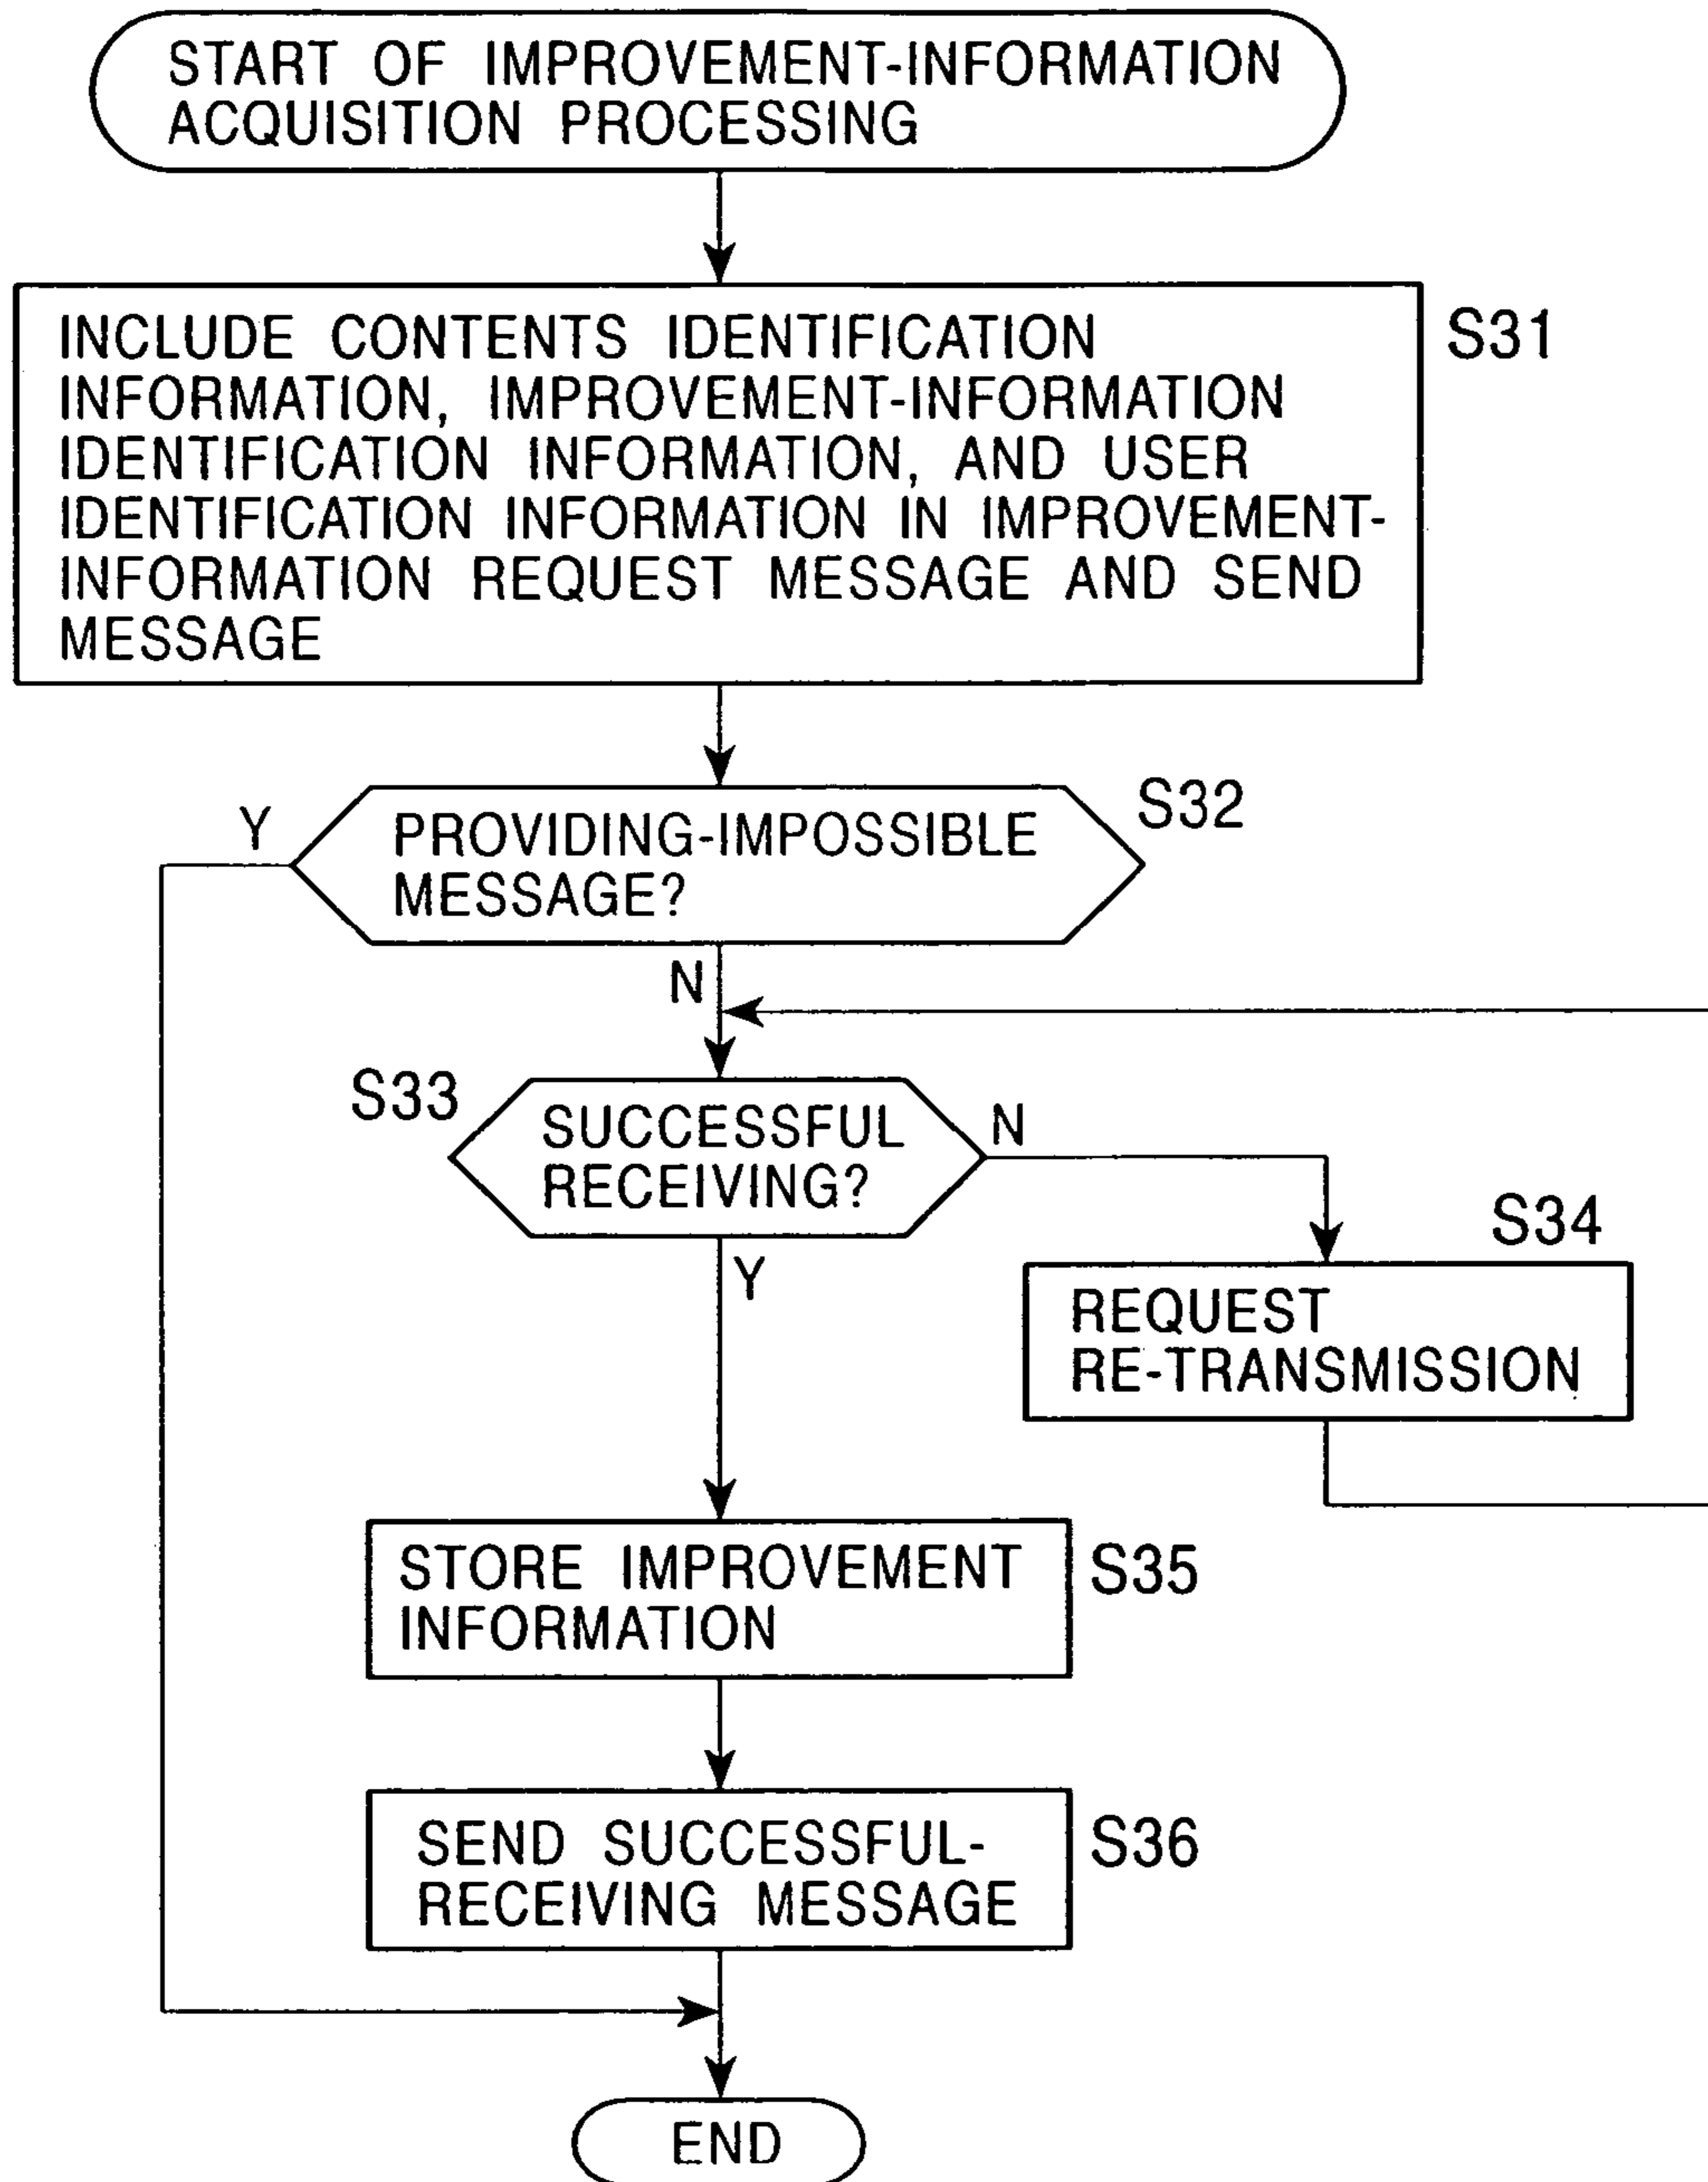 START OF IMPROVEMENT-INFORMATION
ACQUISITION PROCESSING
INCLUDE CONTENTS IDENTIFICATION
INFORMATION, IMPROVEMENT-INFORMATION
IDENTIFICATION INFORMATION, AND USER
IDENTIFICATION INFORMATION IN IMPROVEMENT-
INFORMATION REQUEST MESSAGE AND SEND
MESSAGE
S31
Y
PROVIDING-IMPOSSIBLE
MESSAGE?
S32
N
S33
SUCCESSFUL
RECEIVING?
N
Y
S34
REQUEST
RE-TRANSMISSION
STORE IMPROVEMENT
INFORMATION
S35
SEND SUCCESSFUL-
RECEIVING MESSAGE
S36
END